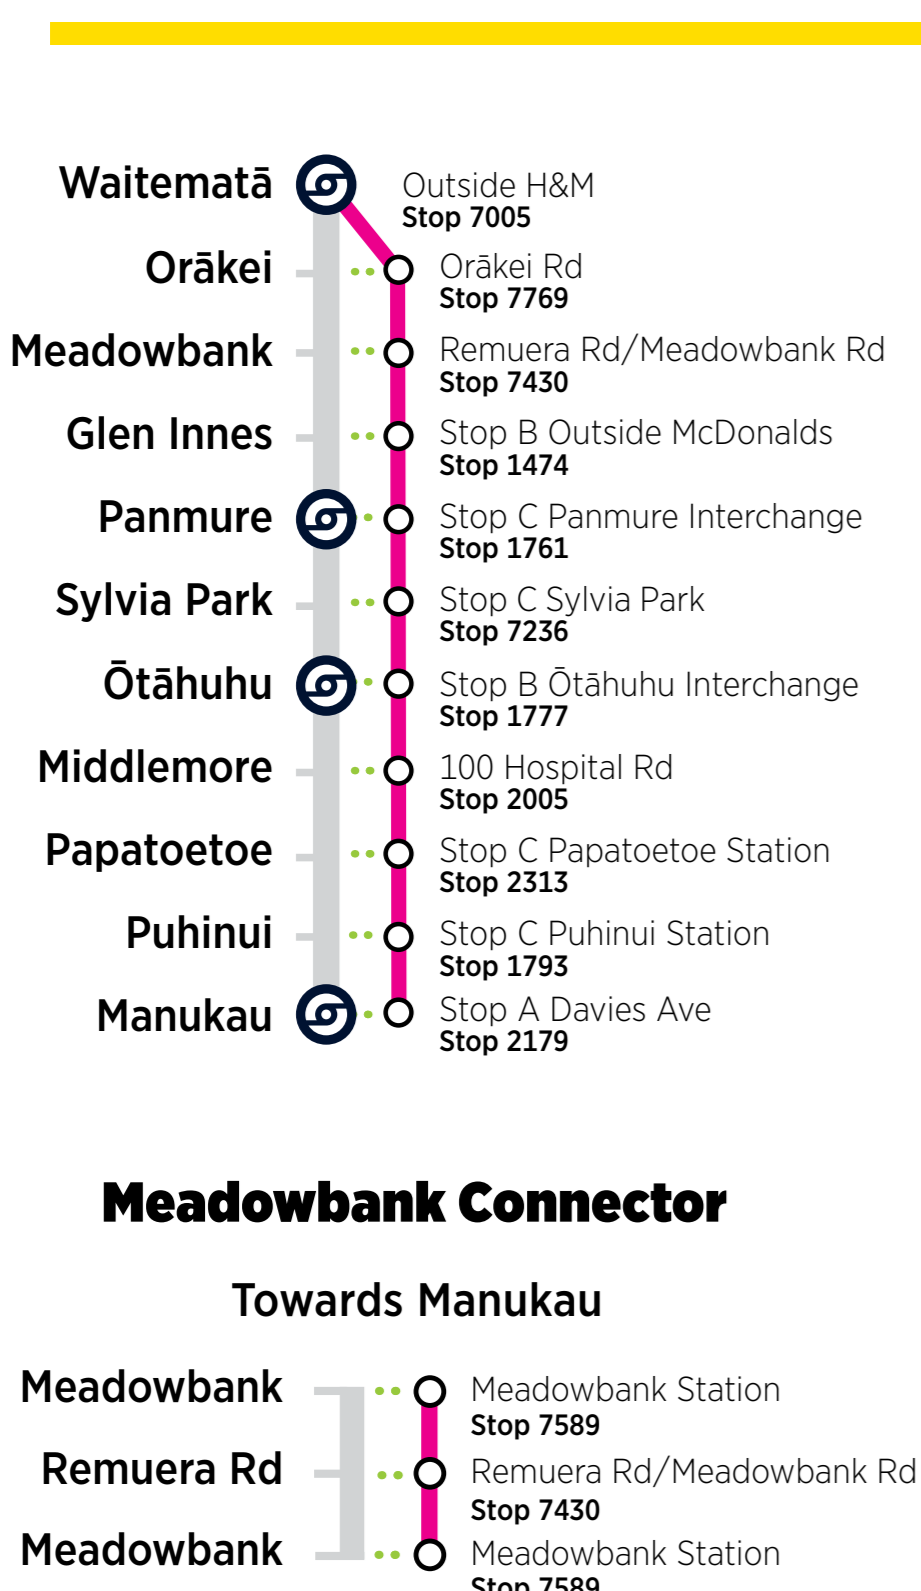 Waitematā
Outside H&M
Stop 7005
Orākei
Orākei Rd
Stop 7769
Meadowbank
Remuera Rd/Meadowbank Rd
Stop 7430
Glen Innes
Stop B Outside McDonalds
Stop 1474
Panmure
Stop C Panmure Interchange
Stop 1761
Sylvia Park
Stop C Sylvia Park
Stop 7236
Ōtāhuhu
Stop B Ōtāhuhu Interchange
Stop 1777
Middlemore
100 Hospital Rd
Stop 2005
Papatoetoe
Stop C Papatoetoe Station
Stop 2313
Puhinui
Stop C Puhinui Station
Stop 1793
Manukau
Stop A Davies Ave
Stop 2179
Meadowbank Connector
Towards Manukau
Meadowbank
Meadowbank Station
Stop 7589
Remuera Rd
Remuera Rd/Meadowbank Rd
Stop 7430
Meadowbank
Meadowbank Station
Stop 7589